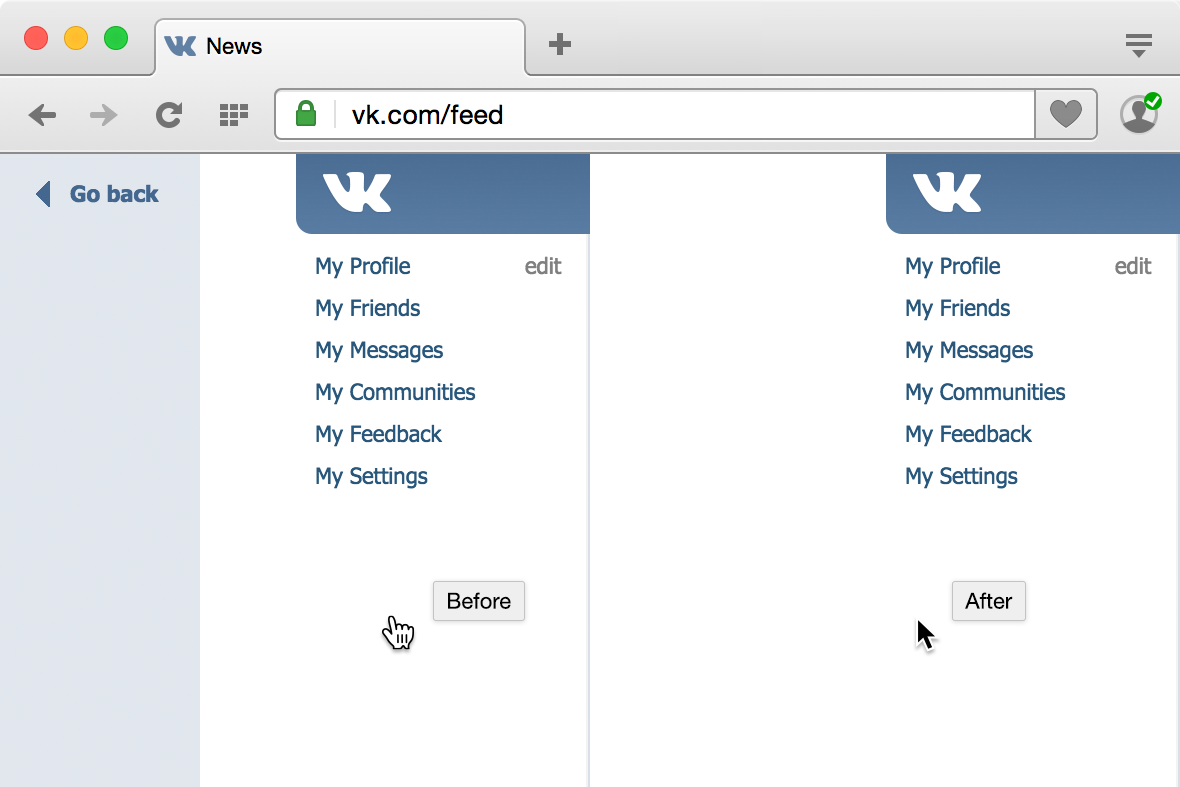 News
vk.com/feed
Go back
My Profile edit
My Friends
My Messages
My Communities
My Feedback
My Settings
Before
My Profile edit
My Friends
My Messages
My Communities
My Feedback
My Settings
After